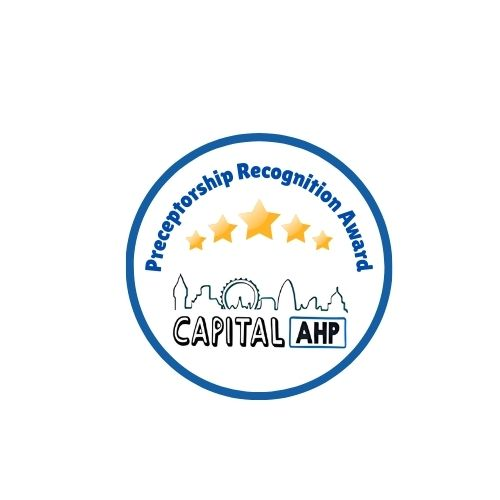 Preceptorship Recognition Award
CAPITAL AHP